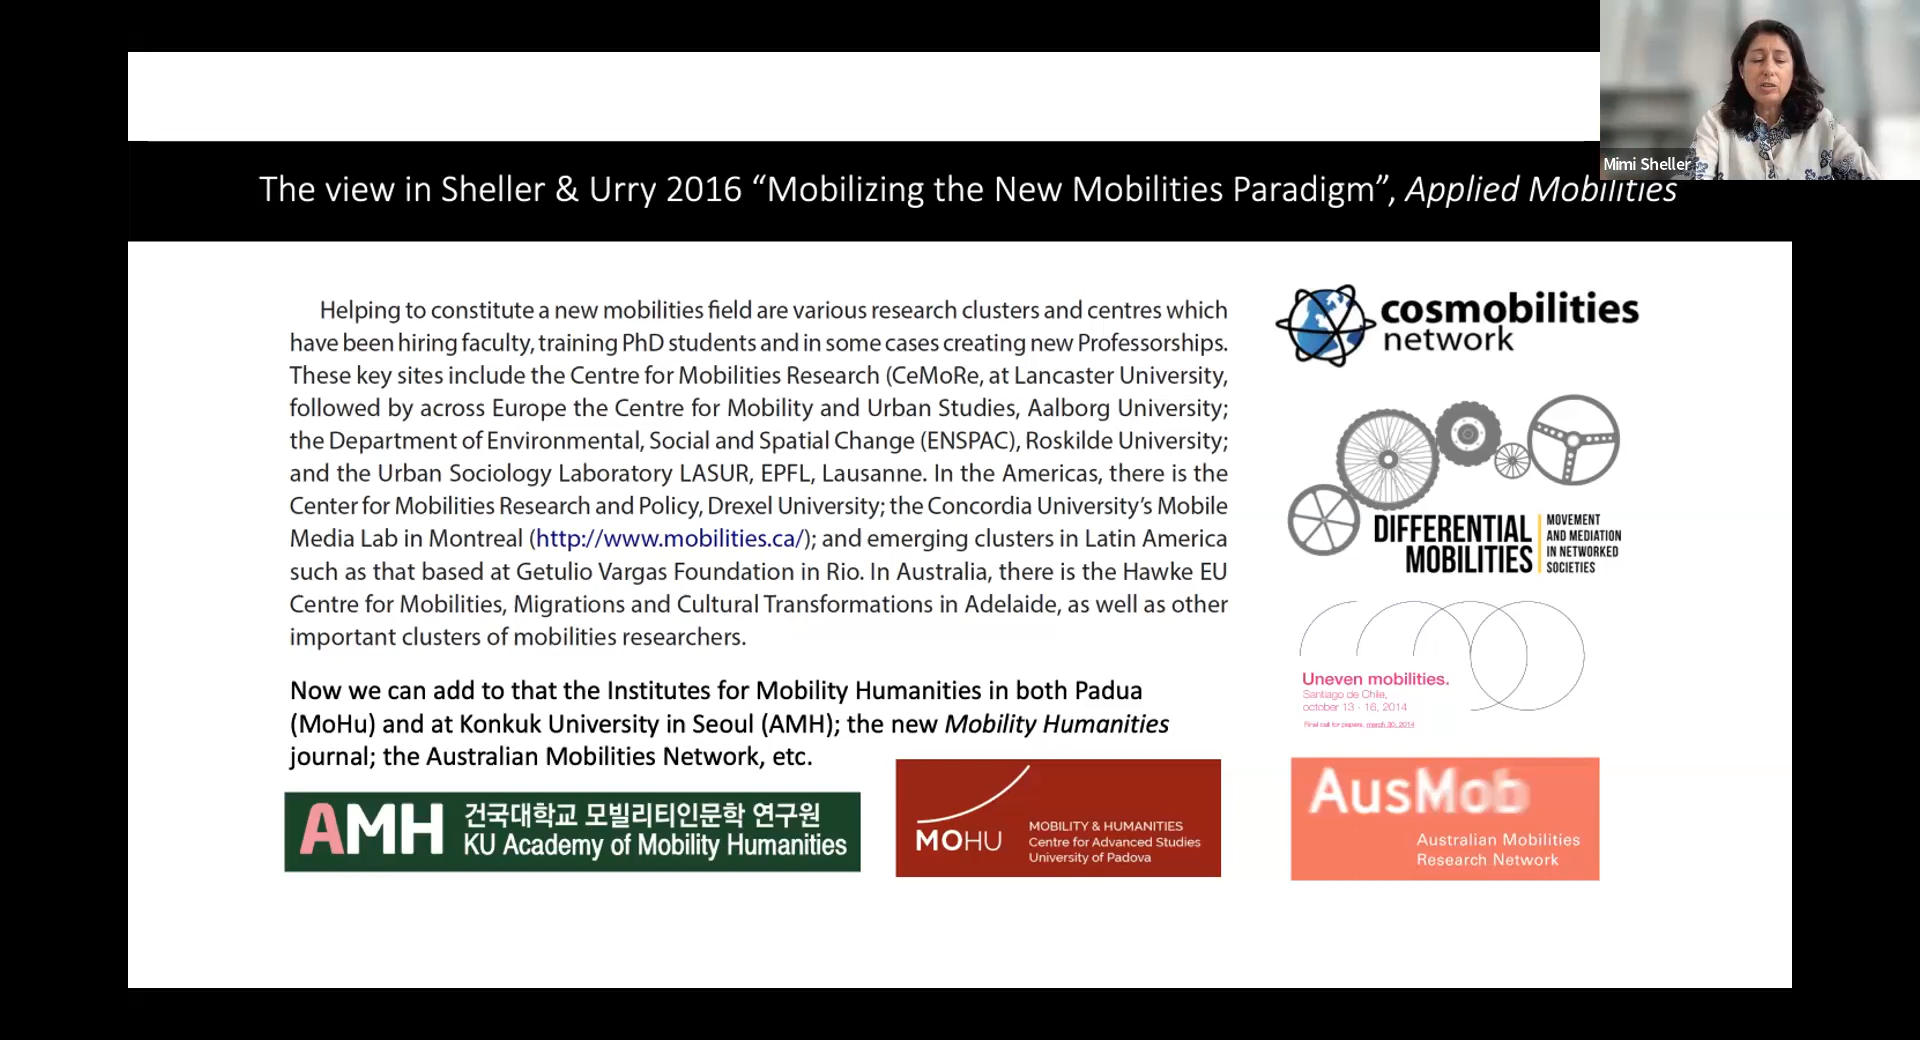 Mimi Sheller
The view in Sheller & Urry 2016 “Mobilizing the New Mobilities Paradigm”, Applied Mobilities
Helping to constitute a new mobilities field are various research clusters and centres which
have been hiring faculty, training PhD students and in some cases creating new Professorships.
These key sites include the Centre for Mobilities Research (CeMoRe, at Lancaster University,
followed by across Europe the Centre for Mobility and Urban Studies, Aalborg University;
the Department of Environmental, Social and Spatial Change (ENSPAC), Roskilde University;
and the Urban Sociology Laboratory LASUR, EPFL, Lausanne. In the Americas, there is the
Center for Mobilities Research and Policy, Drexel University; the Concordia University’s Mobile
Media Lab in Montreal (http://www.mobilities.ca/); and emerging clusters in Latin America
such as that based at Getulio Vargas Foundation in Rio. In Australia, there is the Hawke EU
Centre for Mobilities, Migrations and Cultural Transformations in Adelaide, as well as other
important clusters of mobilities researchers.
Now we can add to that the Institutes for Mobility Humanities in both Padua
(MoHu) and at Konkuk University in Seoul (AMH); the new Mobility Humanities
journal; the Australian Mobilities Network, etc.
cosmobilities
network
DIFFERENTIAL
MOBILITIES
MOVEMENT
AND MEDIATION
IN NETWORKED
SOCIETIES
Uneven mobilities.
Santiago de Chile,
october 13 - 16, 2014
Final call for papers, march 30, 2014
AMH
건국대학교 모빌리티인문학 연구원
KU Academy of Mobility Humanities
MOHU
MOBILITY & HUMANITIES
Centre for Advanced Studies
University of Padova
AusMob
Australian Mobilities
Research Network